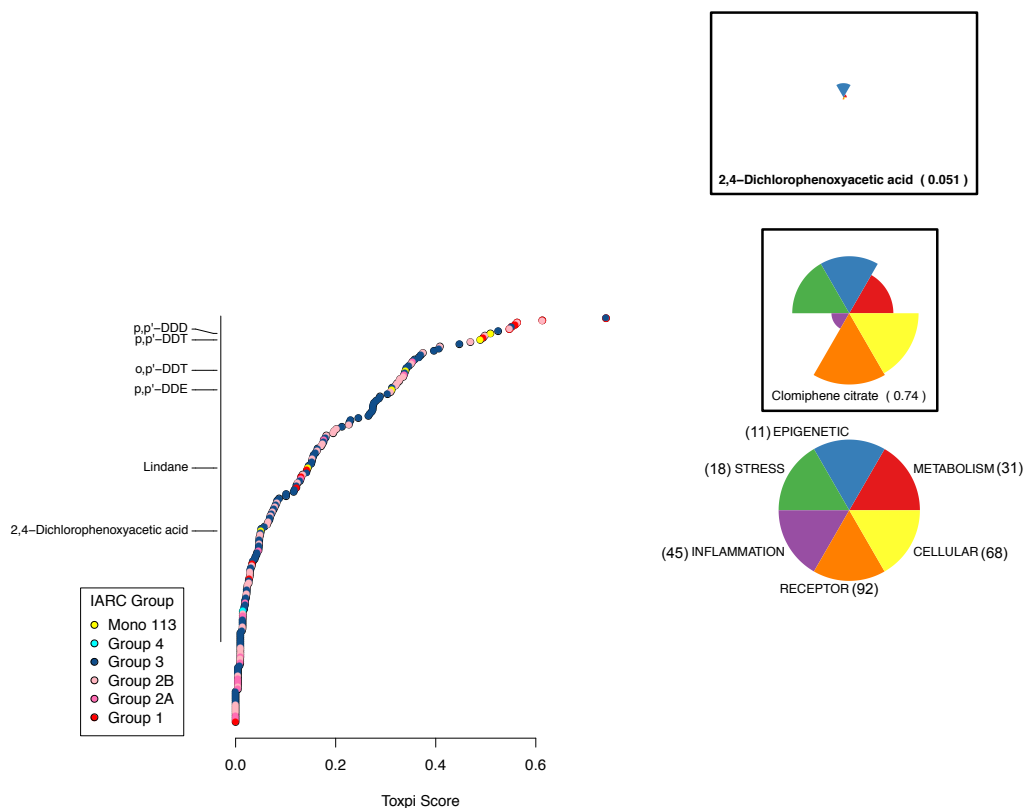 2,4−Dichlorophenoxyacetic acid ( 0.051 )
Clomiphene citrate ( 0.74 )
(11) EPIGENETIC
(18) STRESS
METABOLISM (31)
(45) INFLAMMATION
CELLULAR (68)
RECEPTOR (92)
p,p'−DDD
p,p'−DDT
o,p'−DDT
p,p'−DDE
Lindane
2,4−Dichlorophenoxyacetic acid
IARC Group
Mono 113
Group 4
Group 3
Group 2B
Group 2A
Group 1
0.0 0.2 0.4 0.6
Toxpi Score